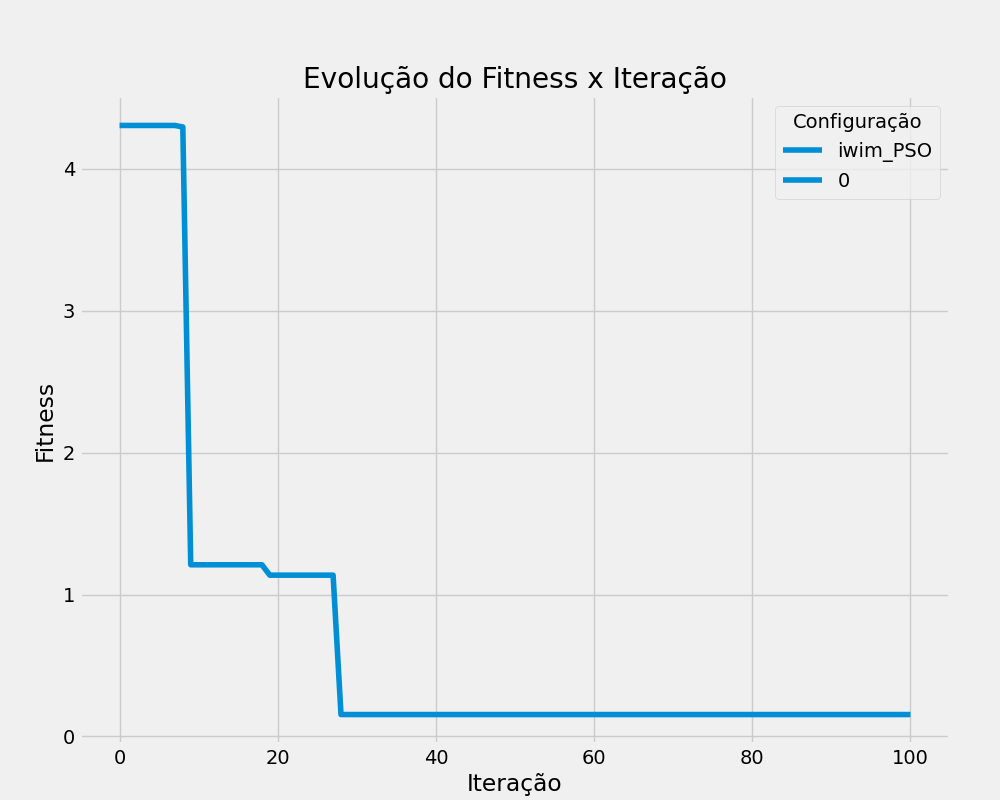 Evolução do Fitness x Iteração
Configuração
iwim_PSO
0
Fitness
4
3
2
1
0
0 20 40 60 80 100
Iteração